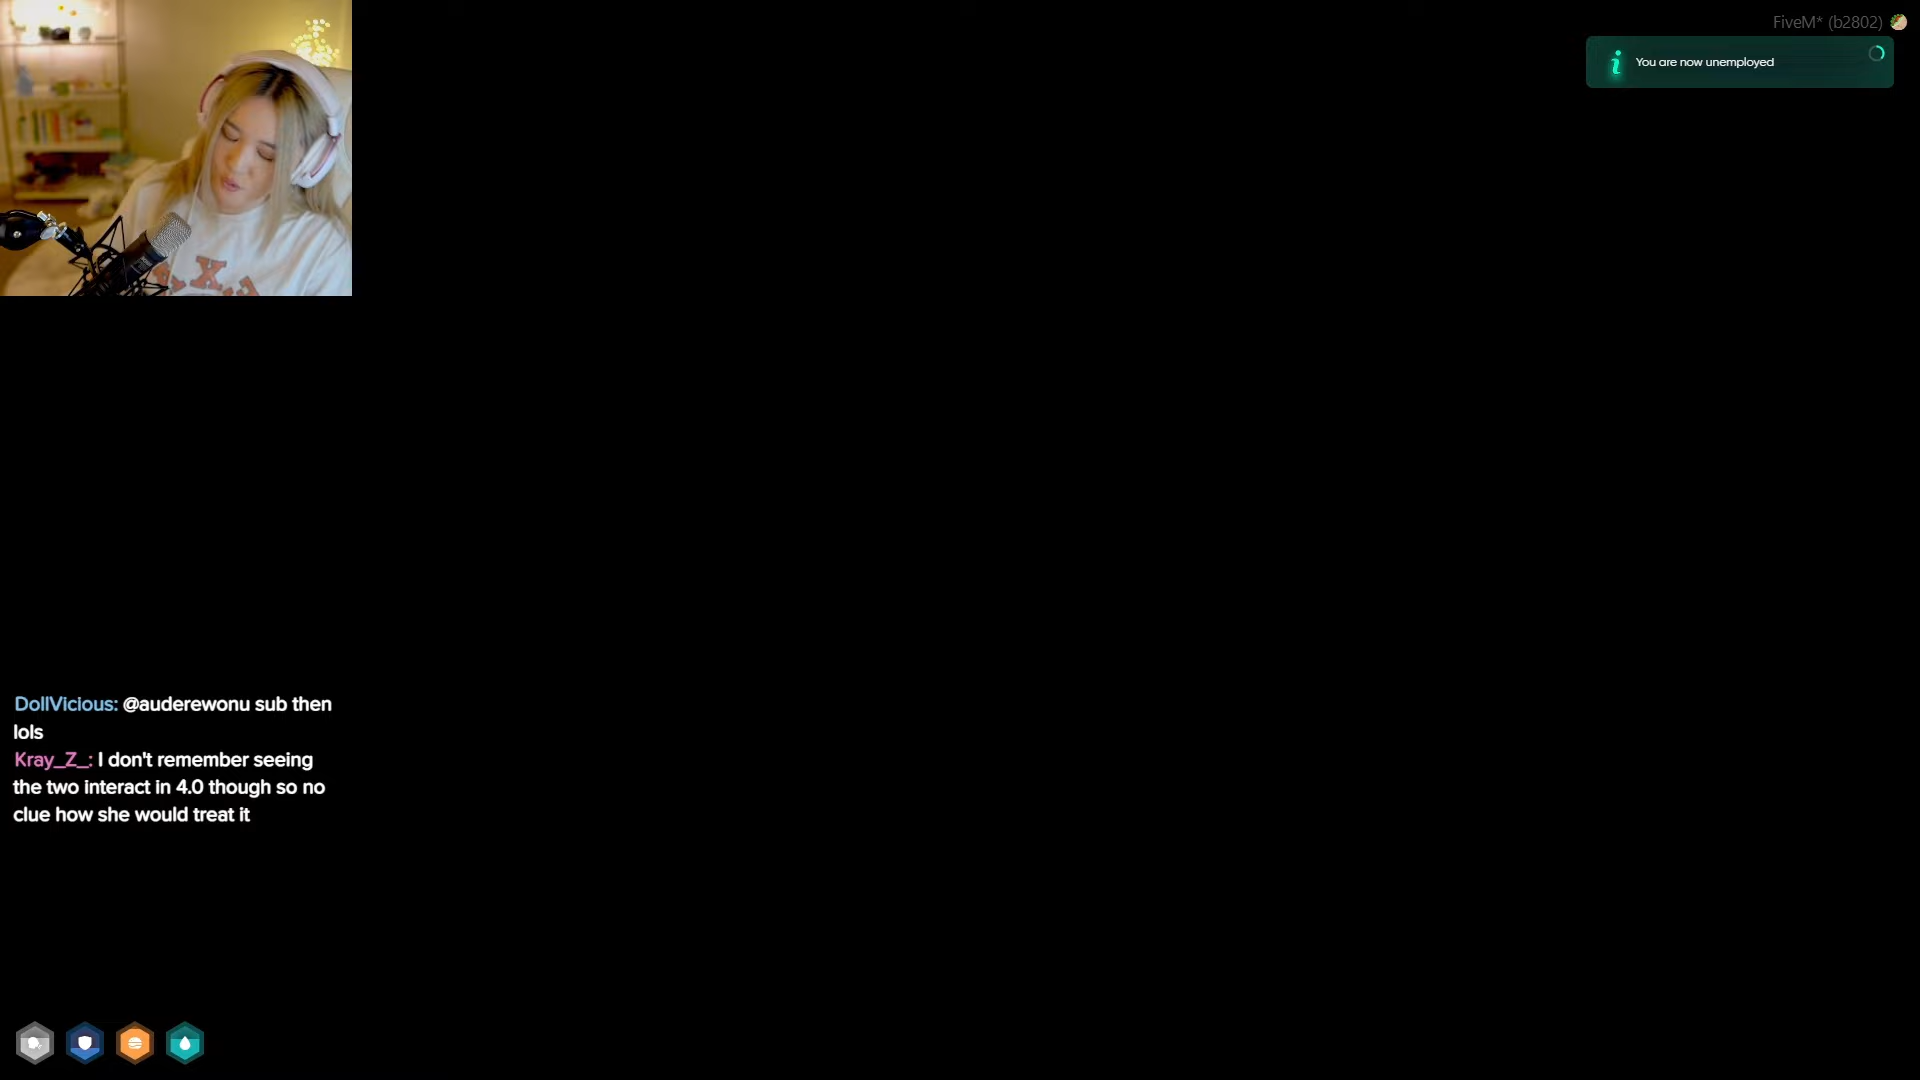 FiveM* (b2802)
You are now unemployed
DollVicious: @auderewonu sub then
lols
Kray_Z_: I don't remember seeing
the two interact in 4.0 though so no
clue how she would treat it